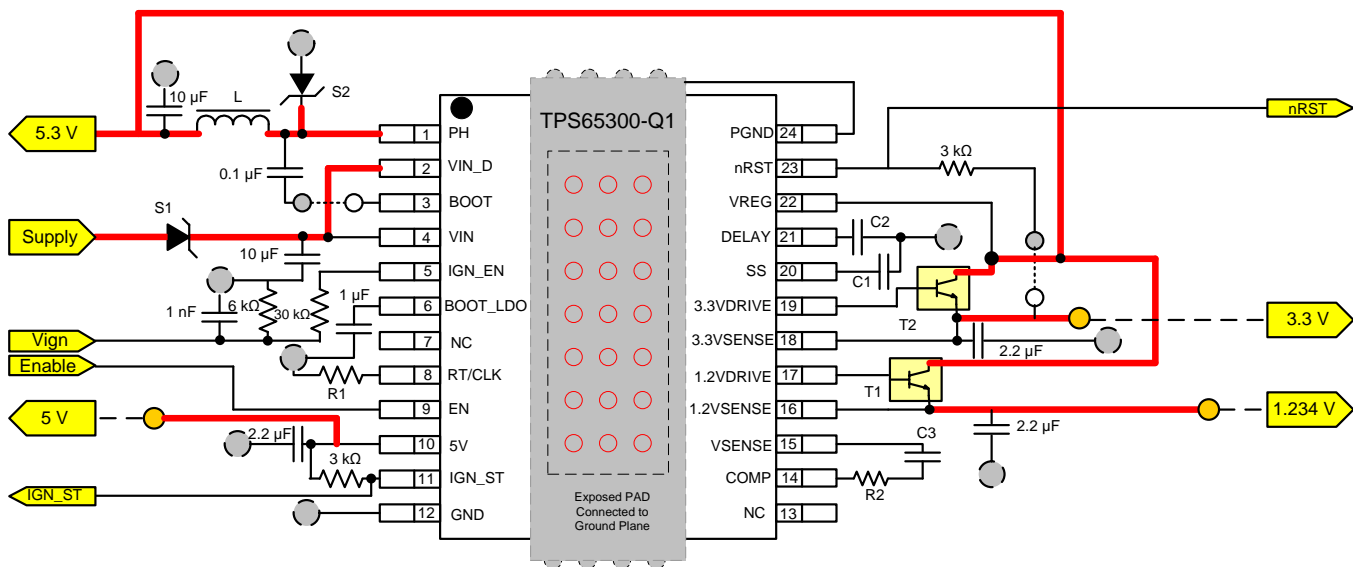 10 µF
L
S2
5.3 V
0.1 µF
S1
Supply
10 µF
1 nF
6 kΩ
30 kΩ
1 µF
Vign
Enable
R1
5 V
2.2 µF
3 kΩ
IGN_ST
TPS65300-Q1
1 PH
2 VIN_D
3 BOOT
4 VIN
5 IGN_EN
6 BOOT_LDO
7 NC
8 RT/CLK
9 EN
10 5V
11 IGN_ST
12 GND
Exposed PAD
Connected to
Ground Plane
PGND 24
nRST 23
VREG 22
DELAY 21
SS 20
3.3VDRIVE 19
3.3VSENSE 18
1.2VDRIVE 17
1.2VSENSE 16
VSENSE 15
COMP 14
NC 13
nRST
3 kΩ
C2
C1
T2
3.3 V
2.2 µF
T1
1.234 V
2.2 µF
C3
R2